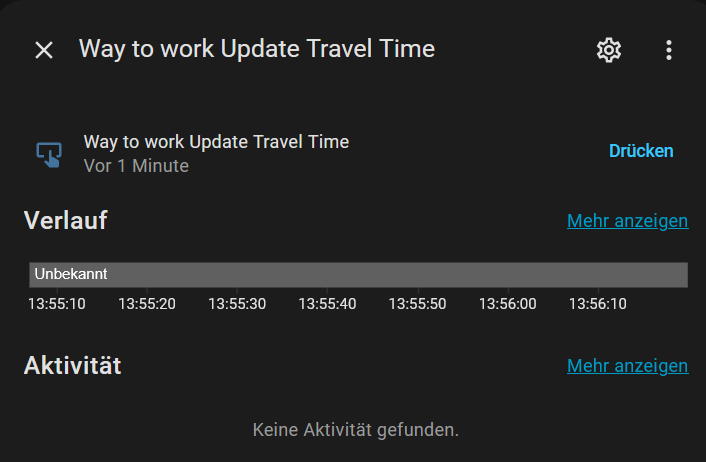 Way to work Update Travel Time
Way to work Update Travel Time
Drücken
Vor 1 Minute
Verlauf
Mehr anzeigen
Unbekannt
13:55:10 13:55:20 13:55:30 13:55:40 13:55:50 13:56:00 13:56:10
Aktivität
Mehr anzeigen
Keine Aktivität gefunden.